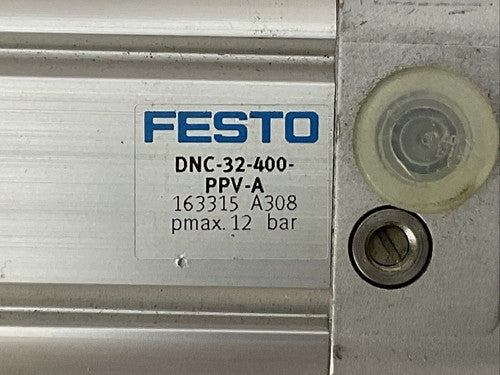 FESTO
DNC-32-400-
PPV-A
163315 A308
pmax. 12 bar